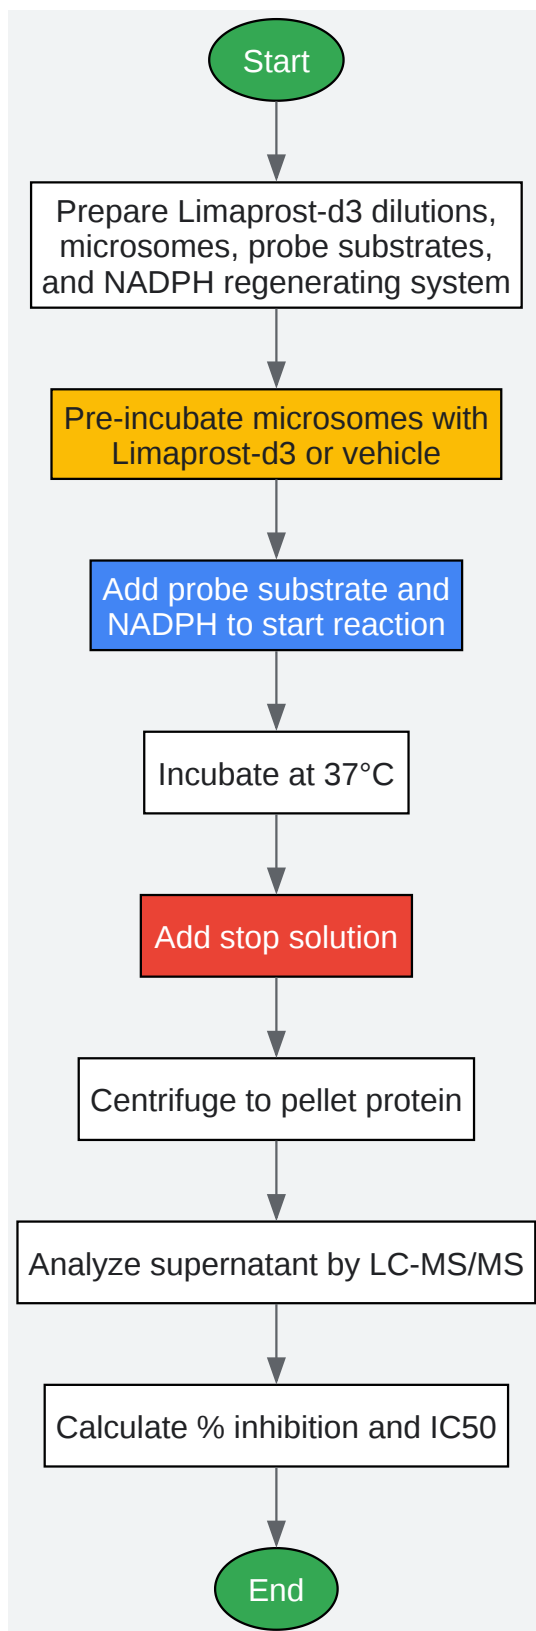 Start
Prepare Limaprost-d3 dilutions,
microsomes, probe substrates,
and NADPH regenerating system
Pre-incubate microsomes with
Limaprost-d3 or vehicle
Add probe substrate and
NADPH to start reaction
Incubate at 37°C
Add stop solution
Centrifuge to pellet protein
Analyze supernatant by LC-MS/MS
Calculate % inhibition and IC50
End